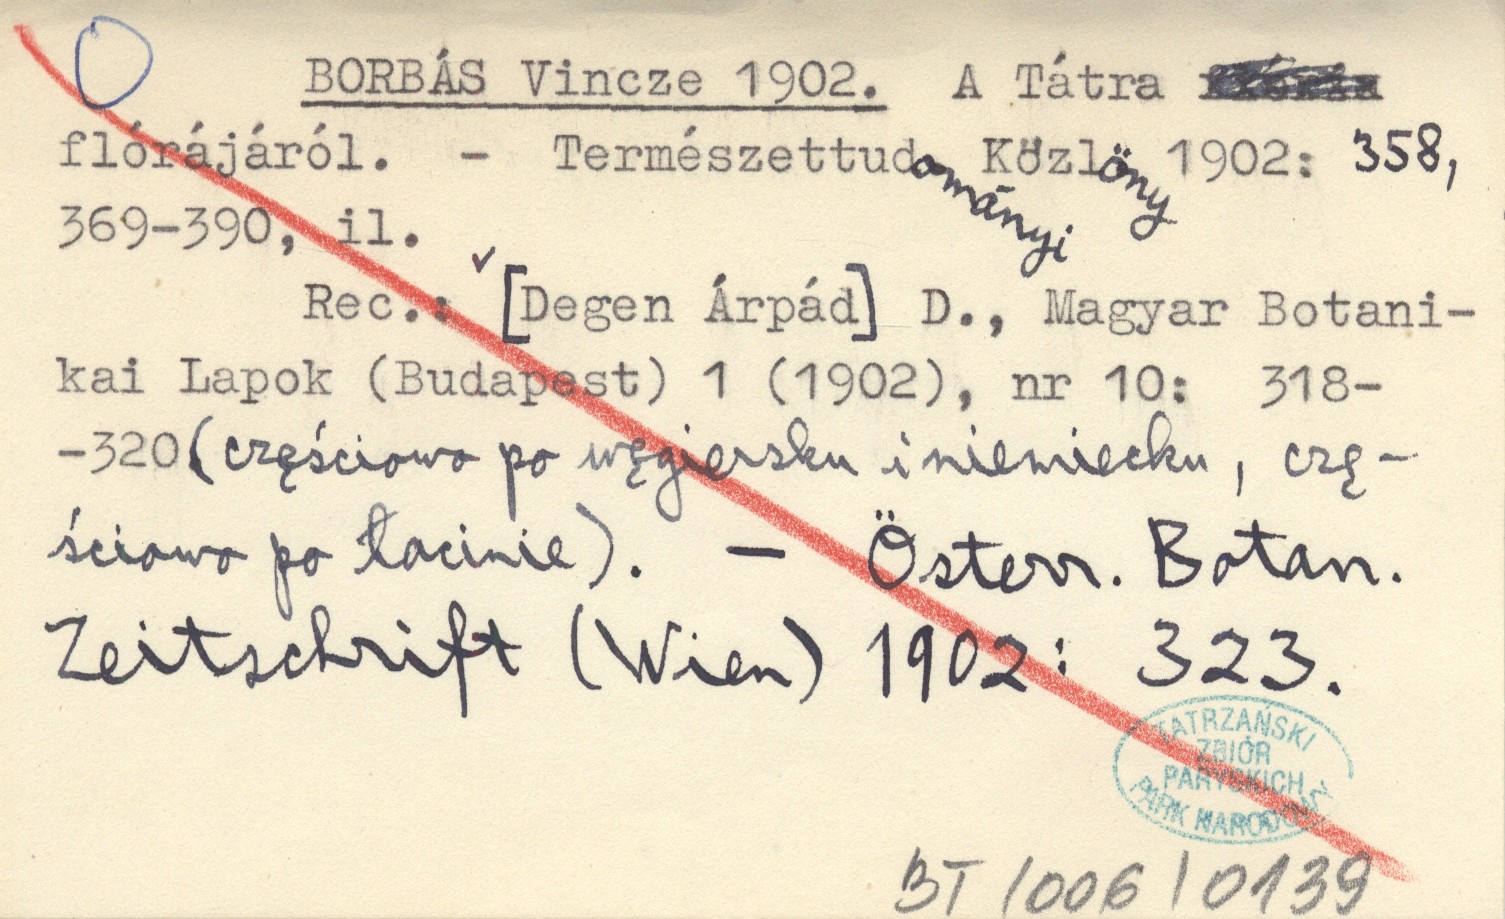 BORBÁS Vincze 1902. A Tátra
flórájáról. - Természettudományi Közlöny 1902: 358,
369-390, il.
Rec.: [Degen Árpád] D., Magyar Botani-
kai Lapok (Budapest) 1 (1902), nr 10: 318-
-320 (częściowo po węgiersku i niemiecku, czę-
ściowo po łacinie). - Österr. Botan.
Zeitschrift (Wien) 1902: 323.
TATRZAŃSKI
ZBIÓR
PARYSKICH
PARK NARODOWY
BT/006/0139